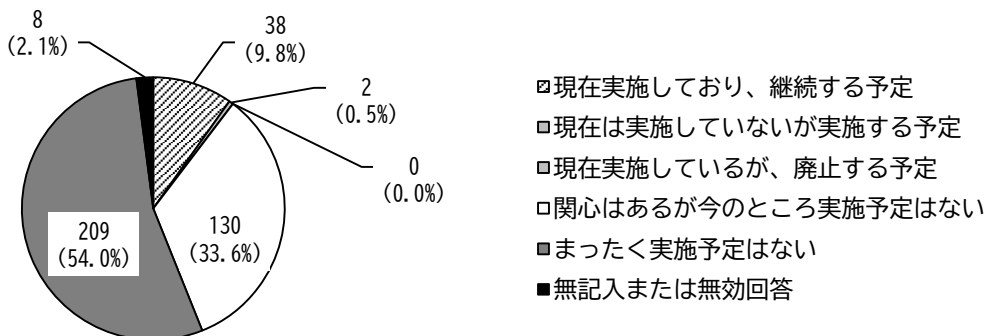 8
(2.1%)
38
(9.8%)
2
(0.5%)
0
(0.0%)
130
(33.6%)
209
(54.0%)
現在実施しており、継続する予定
現在は実施していないが実施する予定
現在実施しているが、廃止する予定
関心はあるが今のところ実施予定はない
まったく実施予定はない
無記入または無効回答